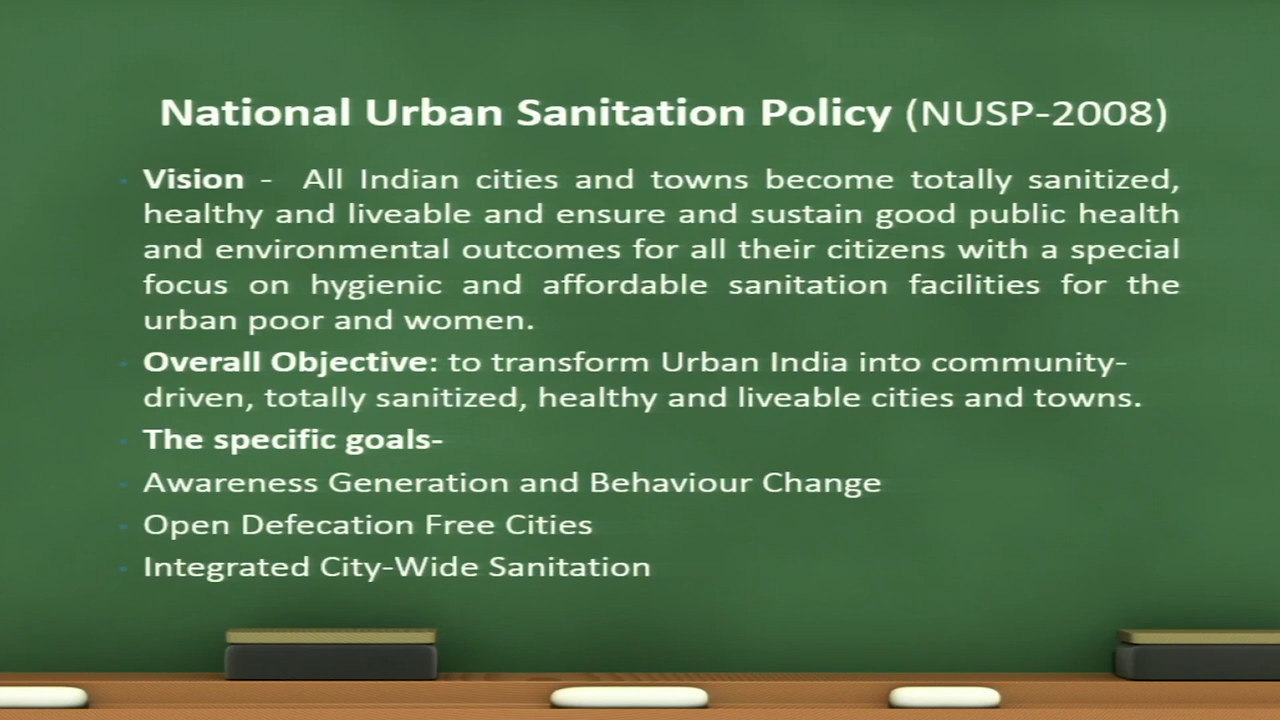 National Urban Sanitation Policy (NUSP-2008)
Vision - All Indian cities and towns become totally sanitized,
healthy and liveable and ensure and sustain good public health
and environmental outcomes for all their citizens with a special
focus on hygienic and affordable sanitation facilities for the
urban poor and women.
Overall Objective: to transform Urban India into community-
driven, totally sanitized, healthy and liveable cities and towns.
The specific goals-
Awareness Generation and Behaviour Change
Open Defecation Free Cities
Integrated City-Wide Sanitation